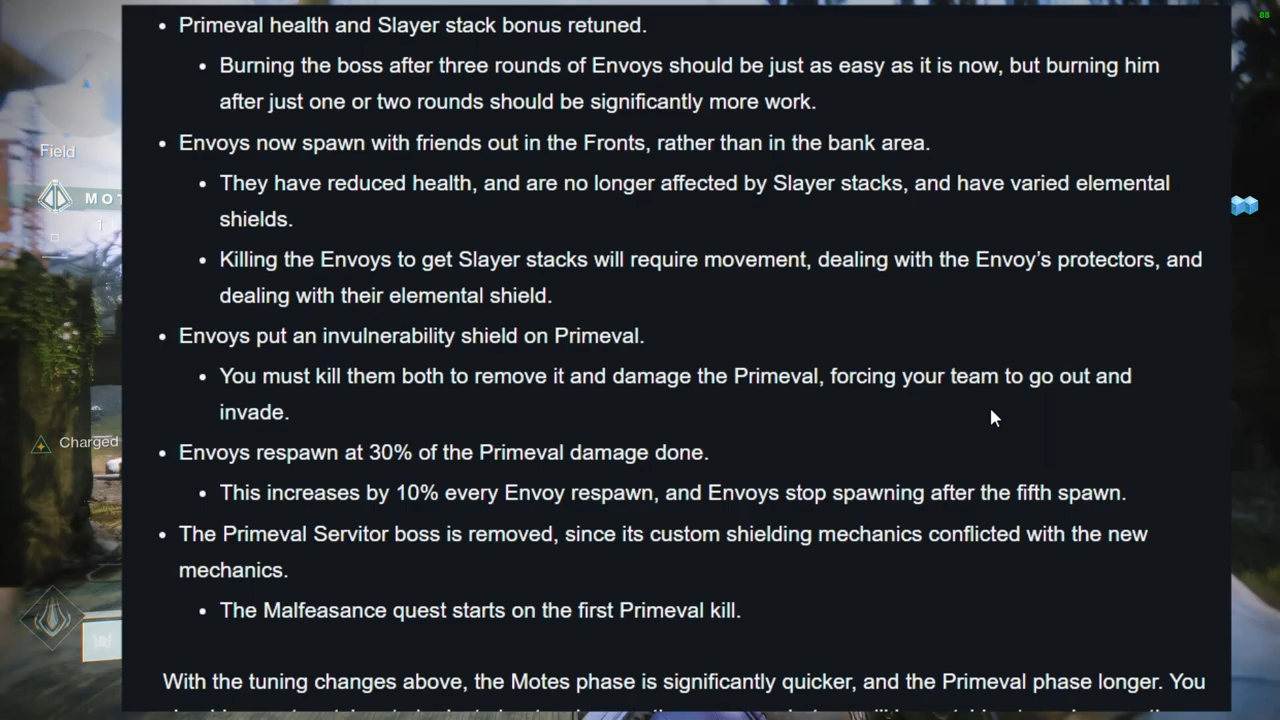 88
• Primeval health and Slayer stack bonus retuned.
• Burning the boss after three rounds of Envoys should be just as easy as it is now, but burning him
after just one or two rounds should be significantly more work.
• Envoys now spawn with friends out in the Fronts, rather than in the bank area.
Field
• They have reduced health, and are no longer affected by Slayer stacks, and have varied elemental
shields.
MOT
1
• Killing the Envoys to get Slayer stacks will require movement, dealing with the Envoy’s protectors, and
dealing with their elemental shield.
• Envoys put an invulnerability shield on Primeval.
• You must kill them both to remove it and damage the Primeval, forcing your team to go out and
invade.
Charged
• Envoys respawn at 30% of the Primeval damage done.
• This increases by 10% every Envoy respawn, and Envoys stop spawning after the fifth spawn.
• The Primeval Servitor boss is removed, since its custom shielding mechanics conflicted with the new
mechanics.
• The Malfeasance quest starts on the first Primeval kill.
With the tuning changes above, the Motes phase is significantly quicker, and the Primeval phase longer. You